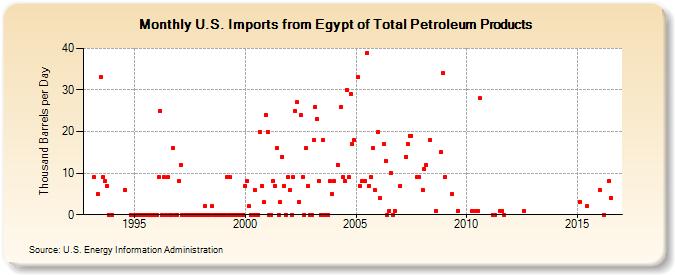 Monthly U.S. Imports from Egypt of Total Petroleum Products
Thousand Barrels per Day
40
30
20
10
0
1995 2000 2005 2010 2015
Source: U.S. Energy Information Administration